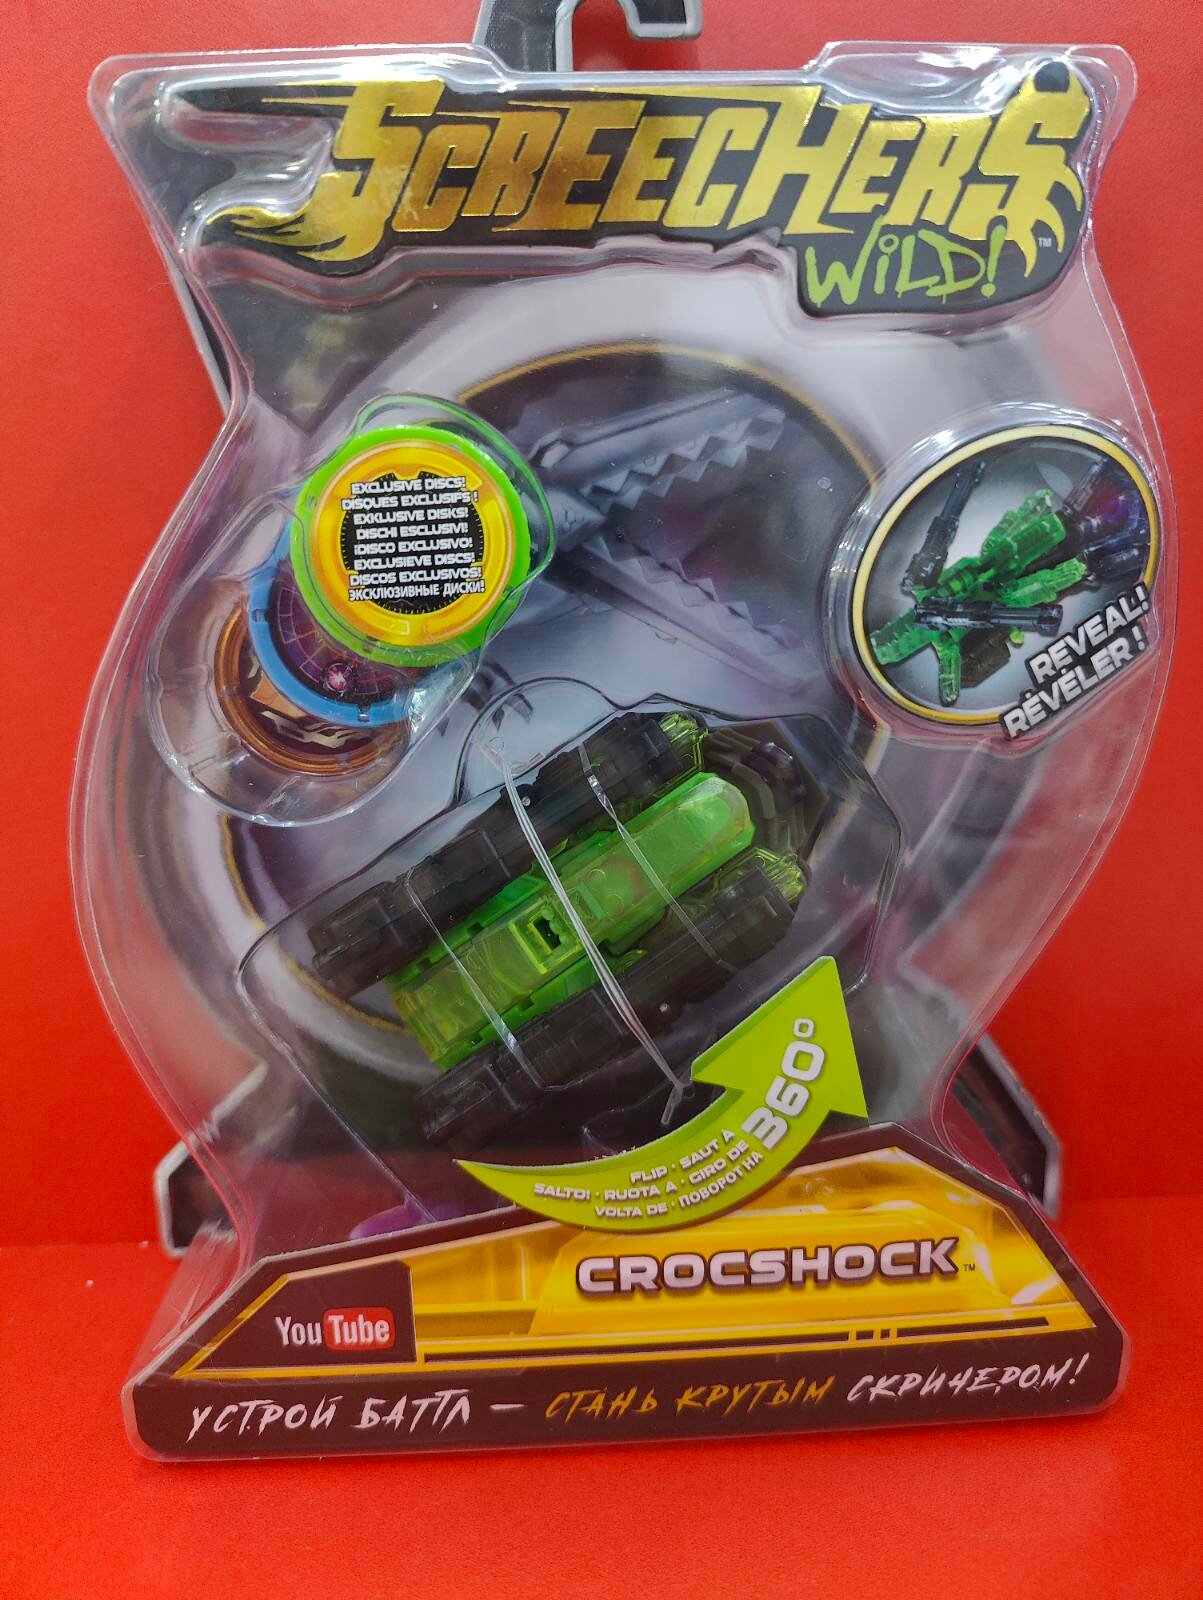 SCREECHERS
WiLD!
TM
EXCLUSIVE DISCS!
DISQUES EXCLUSIFS !
EXKLUSIVE DISKS!
DISCHI ESCLUSIVI!
¡DISCO EXCLUSIVO!
EXCLUSIEVE DISCS!
DISCOS EXCLUSIVOS!
ЭКСКЛЮЗИВНЫЕ ДИСКИ!
REVEAL!
RÉVÉLER !
FLIP · SAUT À
SALTO! · RUOTA A · GIRO DE
VOLTA DE · ПОВОРОТ НА
360°
CROCSHOCK TM
YouTube
УСТРОЙ БАТТЛ — СТАНЬ КРУТЫМ СКРИЧЕРОМ!